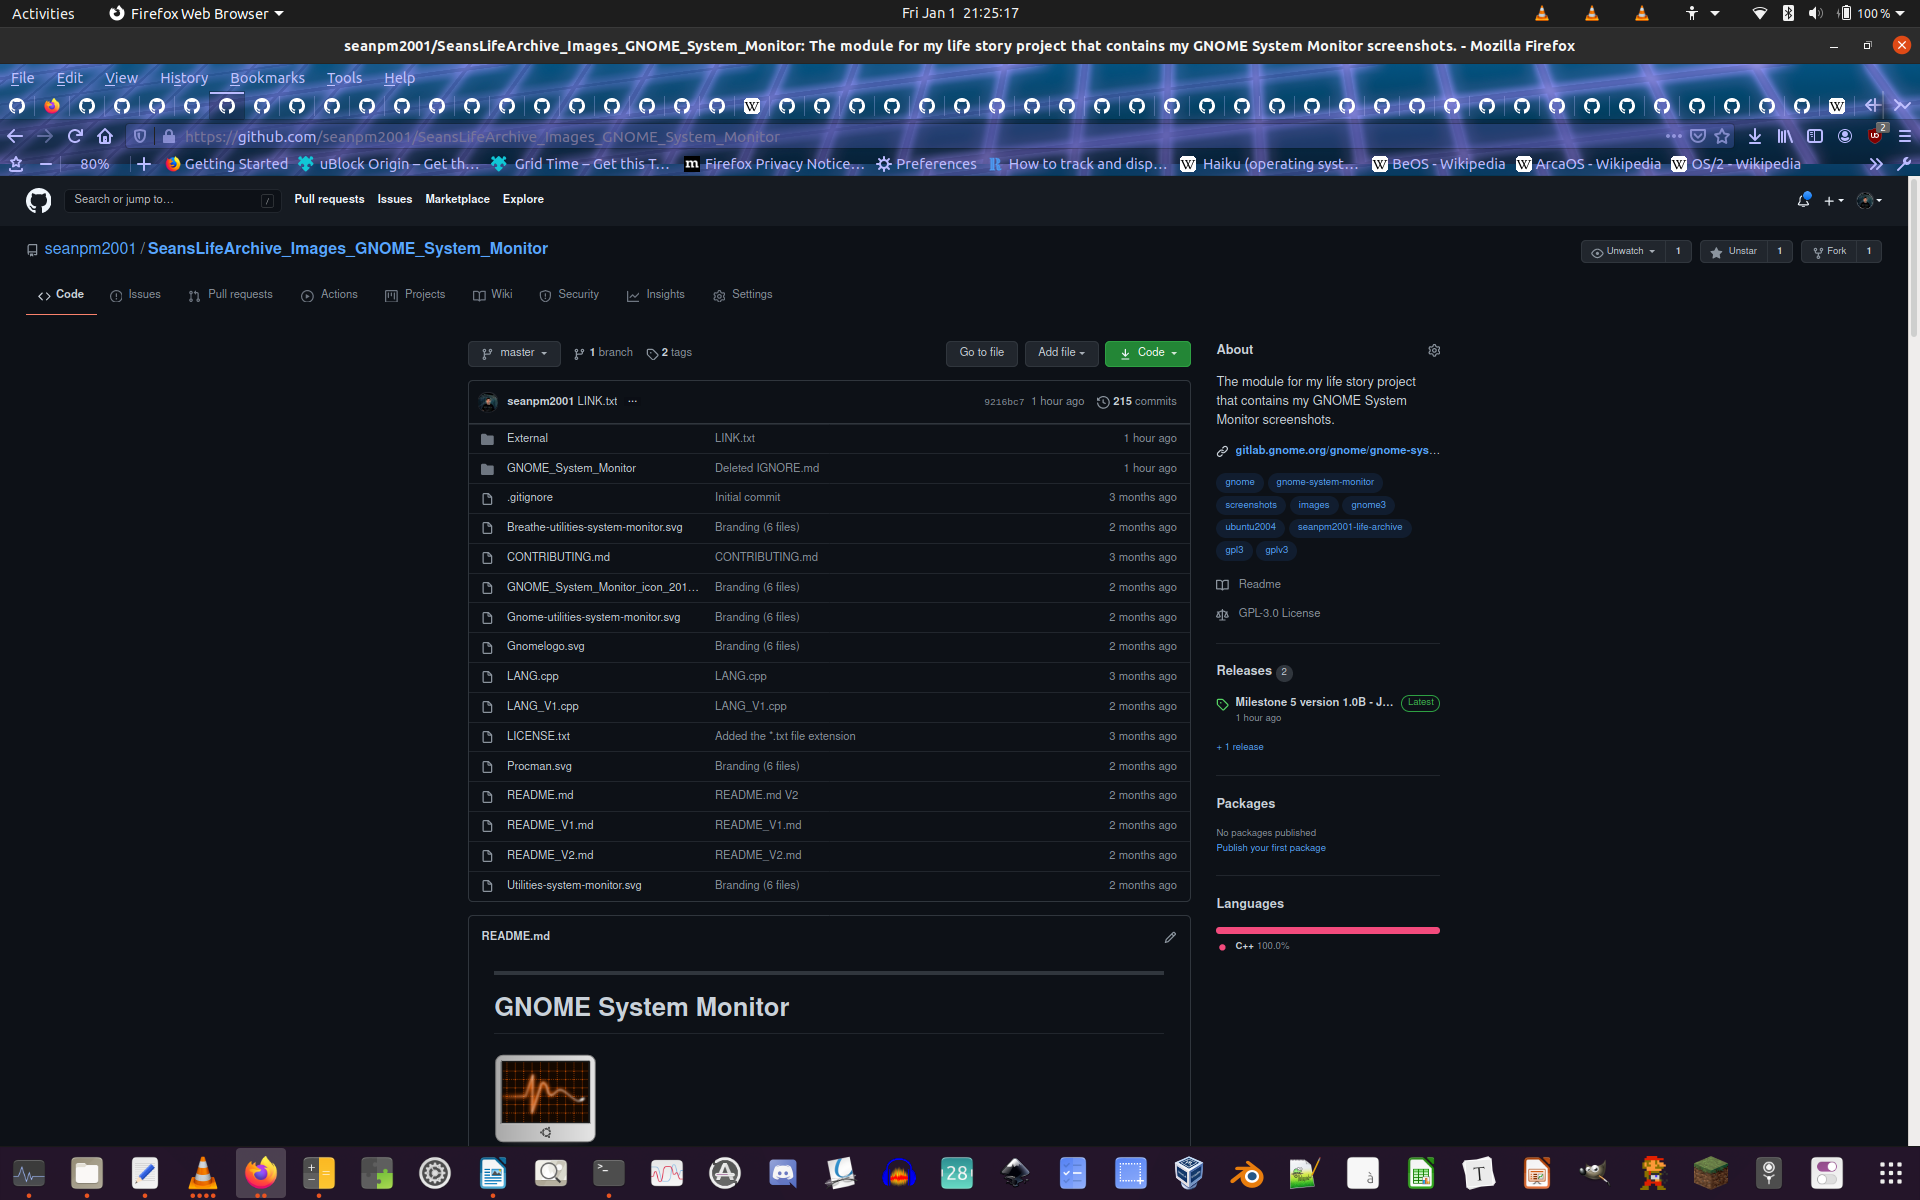 Activities Firefox Web Browser Fri Jan 1 21:25:17 100 %
seanpm2001/SeansLifeArchive_Images_GNOME_System_Monitor: The module for my life story project that contains my GNOME System Monitor screenshots. - Mozilla Firefox
File Edit View History Bookmarks Tools Help
https://github.com/seanpm2001/SeansLifeArchive_Images_GNOME_System_Monitor 2
80% Getting Started uBlock Origin – Get th… Grid Time – Get this T… Firefox Privacy Notice… Preferences How to track and disp… Haiku (operating syst… BeOS - Wikipedia ArcaOS - Wikipedia OS/2 - Wikipedia
Search or jump to… / Pull requests Issues Marketplace Explore
seanpm2001 / SeansLifeArchive_Images_GNOME_System_Monitor Unwatch 1 Unstar 1 Fork 1
Code Issues Pull requests Actions Projects Wiki Security Insights Settings
master 1 branch 2 tags Go to file Add file Code
seanpm2001 LINK.txt ... 9216bc7 1 hour ago 215 commits
External LINK.txt 1 hour ago
GNOME_System_Monitor Deleted IGNORE.md 1 hour ago
.gitignore Initial commit 3 months ago
Breathe-utilities-system-monitor.svg Branding (6 files) 2 months ago
CONTRIBUTING.md CONTRIBUTING.md 3 months ago
GNOME_System_Monitor_icon_201… Branding (6 files) 2 months ago
Gnome-utilities-system-monitor.svg Branding (6 files) 2 months ago
Gnomelogo.svg Branding (6 files) 2 months ago
LANG.cpp LANG.cpp 3 months ago
LANG_V1.cpp LANG_V1.cpp 2 months ago
LICENSE.txt Added the *.txt file extension 3 months ago
Procman.svg Branding (6 files) 2 months ago
README.md README.md V2 2 months ago
README_V1.md README_V1.md 2 months ago
README_V2.md README_V2.md 2 months ago
Utilities-system-monitor.svg Branding (6 files) 2 months ago
README.md
GNOME System Monitor
About
The module for my life story project
that contains my GNOME System
Monitor screenshots.
gitlab.gnome.org/gnome/gnome-sys…
gnome gnome-system-monitor
screenshots images gnome3
ubuntu2004 seanpm2001-life-archive
gpl3 gplv3
Readme
GPL-3.0 License
Releases 2
Milestone 5 version 1.0B - J… Latest
1 hour ago
+ 1 release
Packages
No packages published
Publish your first package
Languages
C++ 100.0%
28